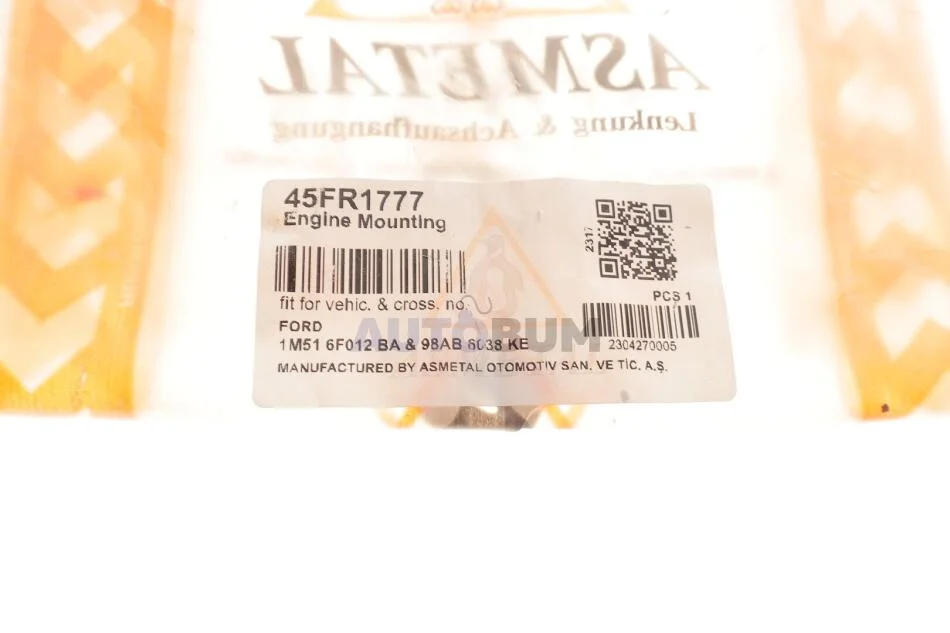 ASMETAL
Lenkung & Achsaufhangung
45FR1777
Engine Mounting
2317
fit for vehic. & cross. no.
PCS 1
FORD
AUTOBUM
1M51 6F012 BA & 98AB 6038 KE
2304270005
MANUFACTURED BY ASMETAL OTOMOTIV SAN. VE TİC. A.Ş.